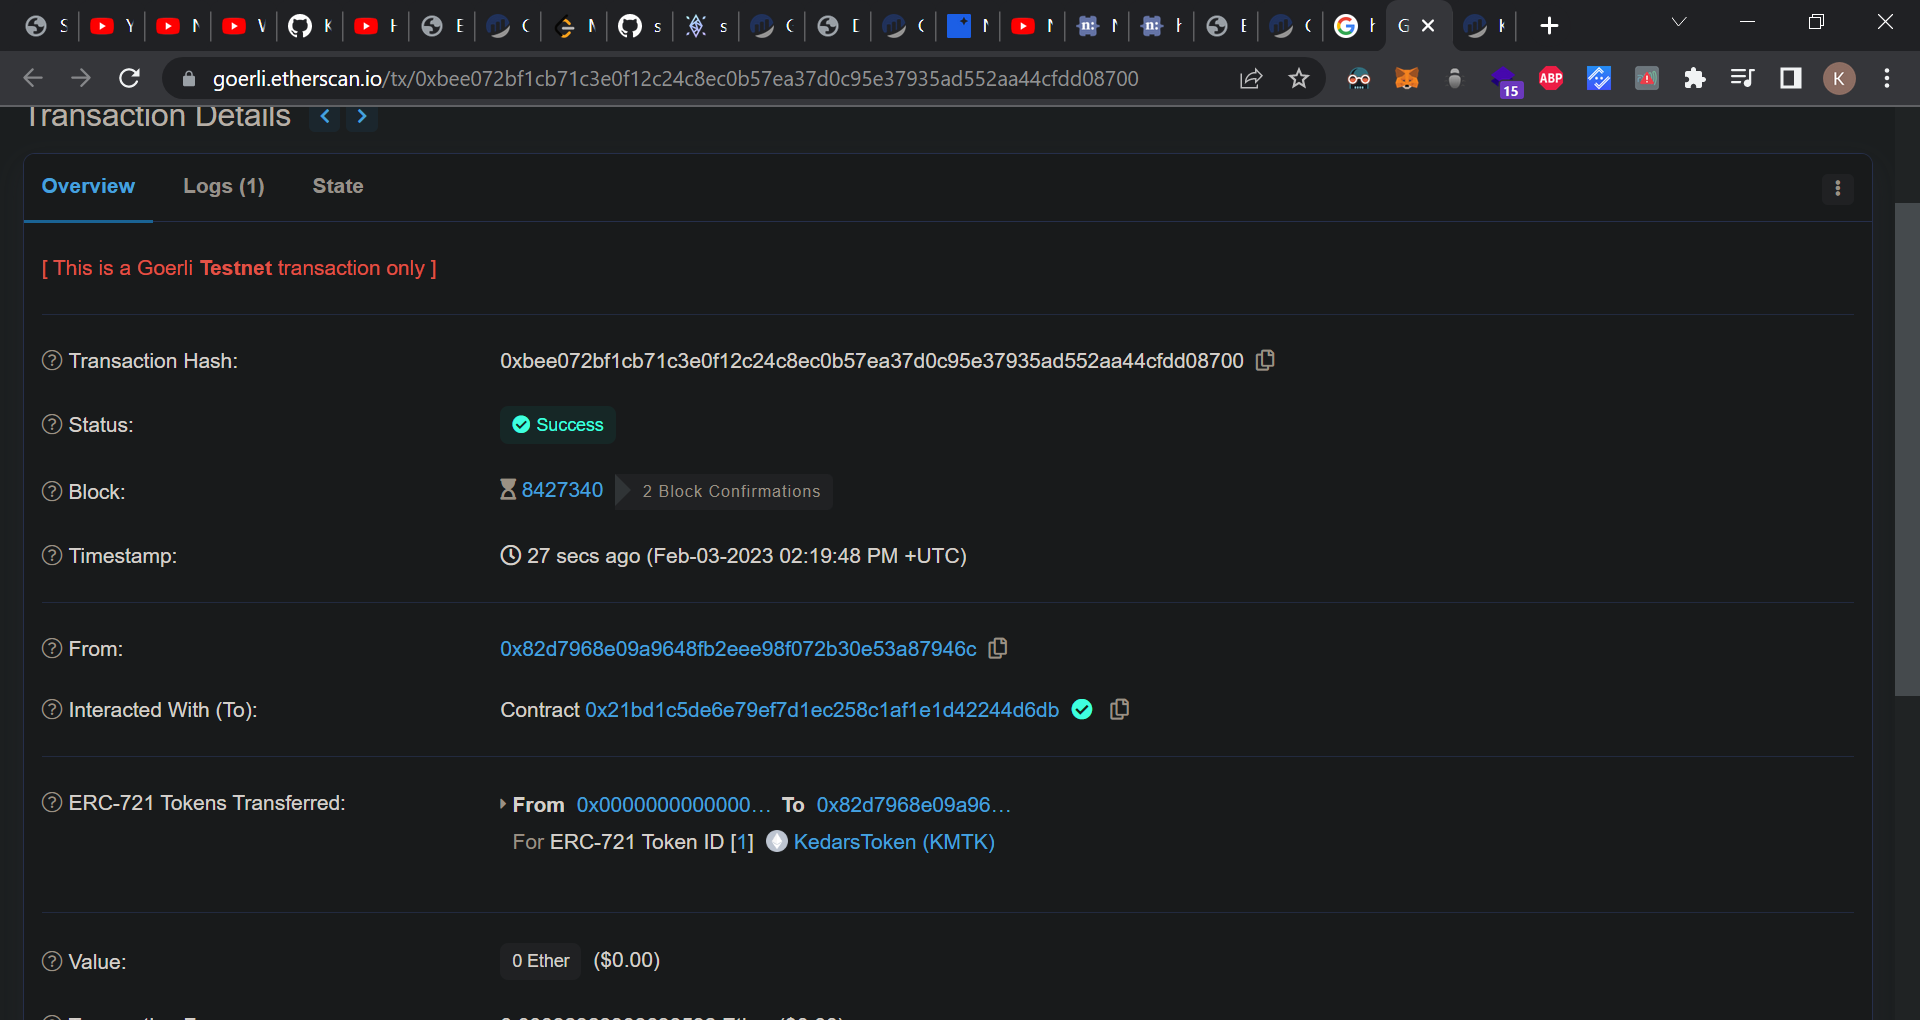 goerli.etherscan.io/tx/0xbee072bf1cb71c3e0f12c24c8ec0b57ea37d0c95e37935ad552aa44cfdd08700
15
ABP
K
Transaction Details
Overview Logs (1) State
[ This is a Goerli Testnet transaction only ]
Transaction Hash: 0xbee072bf1cb71c3e0f12c24c8ec0b57ea37d0c95e37935ad552aa44cfdd08700
Status: Success
Block: 8427340 2 Block Confirmations
Timestamp: 27 secs ago (Feb-03-2023 02:19:48 PM +UTC)
From: 0x82d7968e09a9648fb2eee98f072b30e53a87946c
Interacted With (To): Contract 0x21bd1c5de6e79ef7d1ec258c1af1e1d42244d6db
ERC-721 Tokens Transferred: From 0x0000000000000... To 0x82d7968e09a96...
For ERC-721 Token ID [1] KedarsToken (KMTK)
Value: 0 Ether ($0.00)